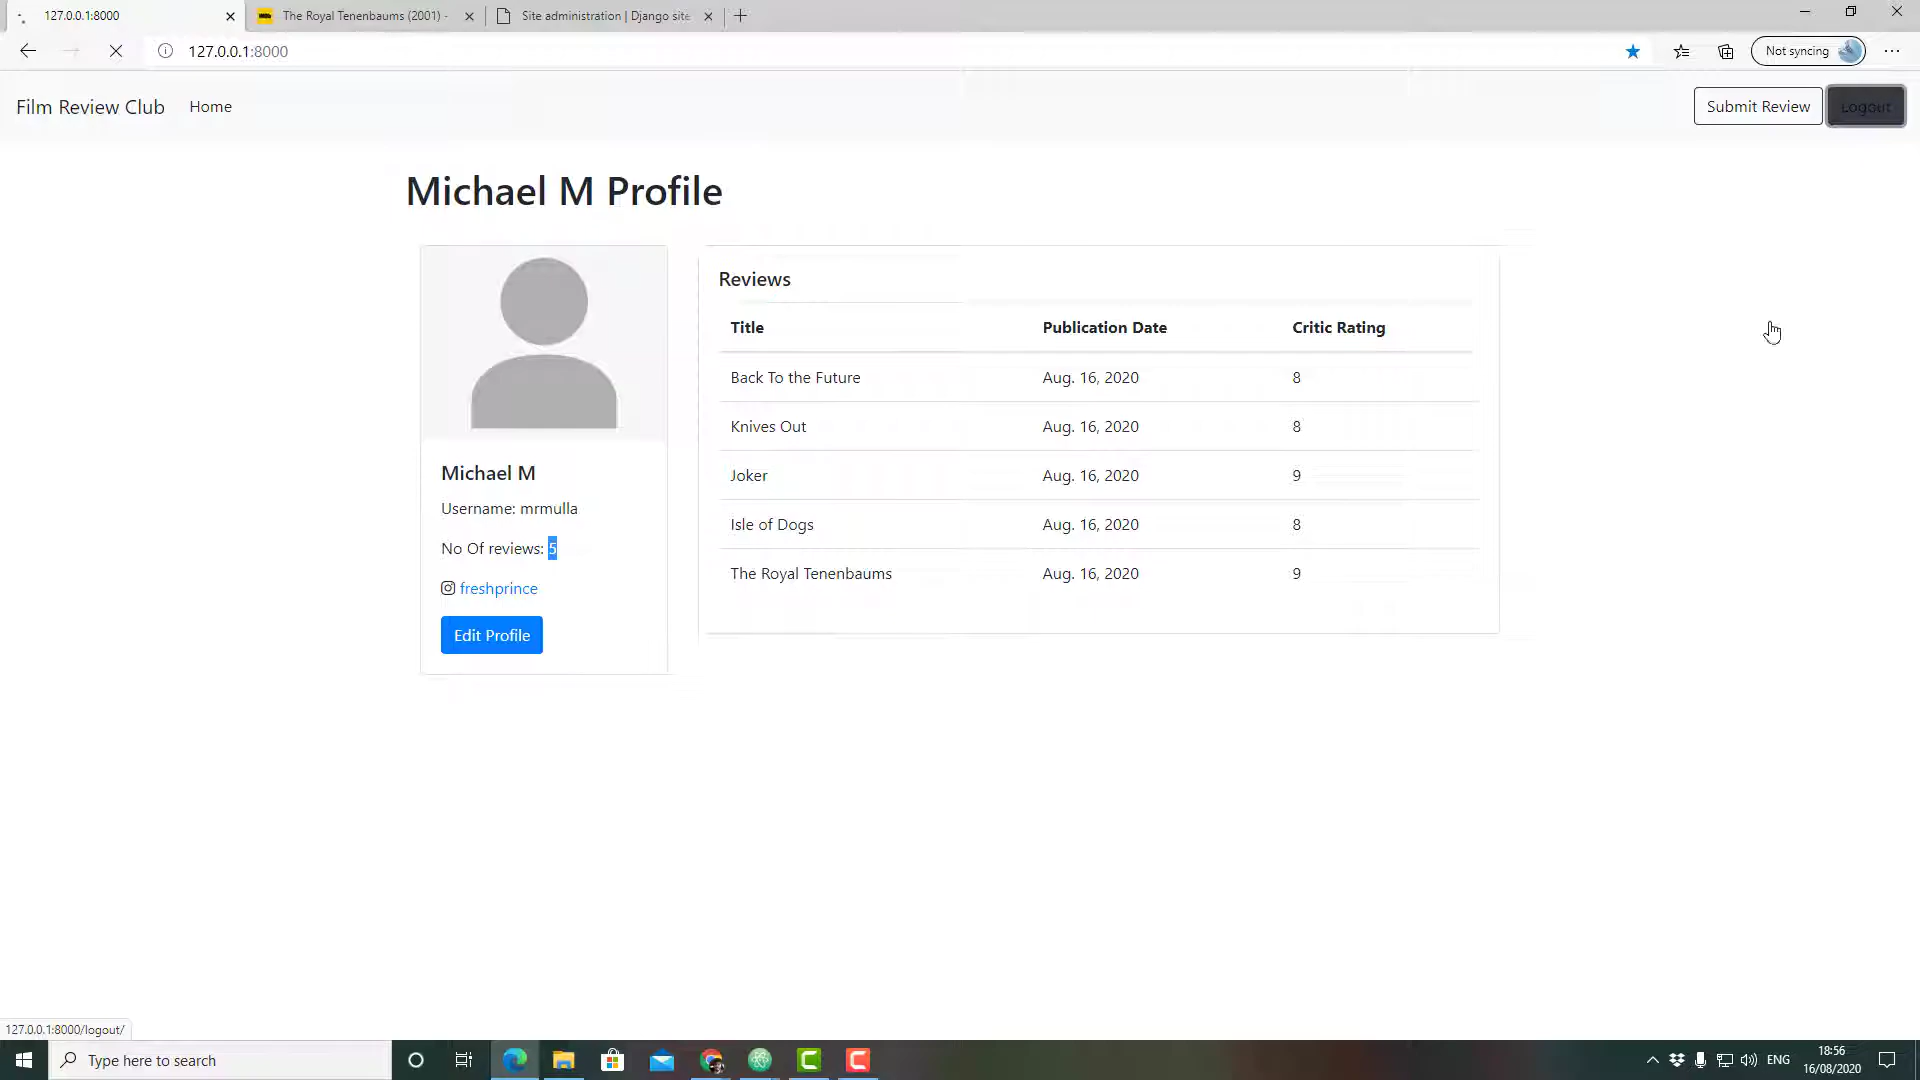 127.0.0.1:8000
The Royal Tenenbaums (2001) -
Site administration | Django site
127.0.0.1:8000
Not syncing
Film Review Club
Home
Submit Review
Logout
Michael M Profile
Reviews
Title Publication Date Critic Rating
Back To the Future Aug. 16, 2020 8
Knives Out Aug. 16, 2020 8
Joker Aug. 16, 2020 9
Isle of Dogs Aug. 16, 2020 8
The Royal Tenenbaums Aug. 16, 2020 9
Michael M
Username: mrmulla
No Of reviews: 5
freshprince
Edit Profile
127.0.0.1:8000/logout/
Type here to search
ENG
18:56
16/08/2020